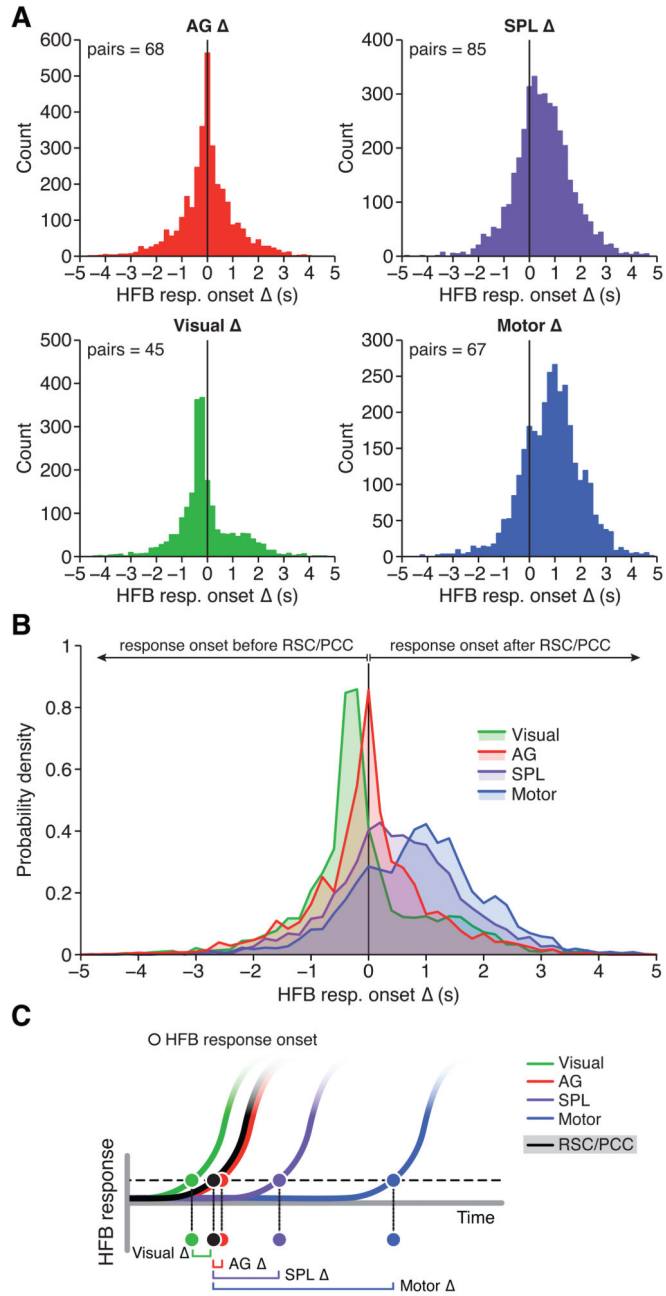 A
AG Δ
pairs = 68
600
500
400
300
200
100
0
Count
−5 −4 −3 −2 −1 0 1 2 3 4 5
HFB resp. onset Δ (s)
SPL Δ
pairs = 85
400
300
200
100
0
Count
−5 −4 −3 −2 −1 0 1 2 3 4 5
HFB resp. onset Δ (s)
Visual Δ
pairs = 45
500
400
300
200
100
0
Count
−5 −4 −3 −2 −1 0 1 2 3 4 5
HFB resp. onset Δ (s)
Motor Δ
pairs = 67
300
250
200
150
100
50
0
Count
−5 −4 −3 −2 −1 0 1 2 3 4 5
HFB resp. onset Δ (s)
B
response onset before RSC/PCC
response onset after RSC/PCC
1
0.8
0.6
0.4
0.2
0
Probability density
Visual
AG
SPL
Motor
−5 −4 −3 −2 −1 0 1 2 3 4 5
HFB resp. onset Δ (s)
C
HFB response onset
Visual
AG
SPL
Motor
RSC/PCC
HFB response
Time
Visual Δ
AG Δ
SPL Δ
Motor Δ